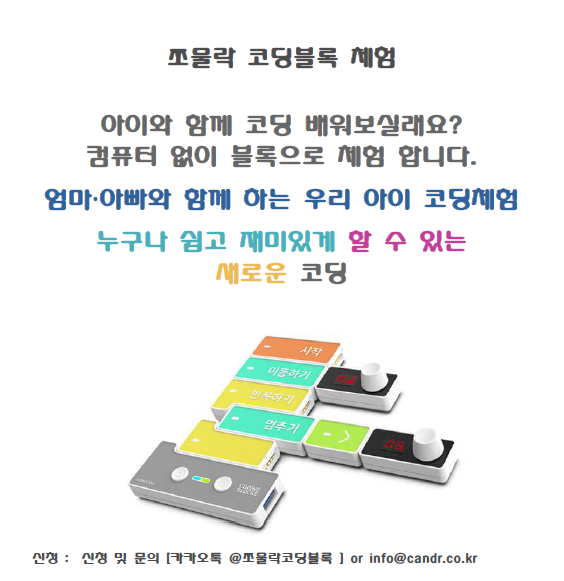 쪼물락 코딩블록 체험
아이와 함께 코딩 배워보실래요?
컴퓨터 없이 블록으로 체험 합니다.
엄마·아빠와 함께 하는 우리 아이 코딩체험
누구나 쉽고 재미있게 할 수 있는
새로운 코딩
시작
이동하기
반복하기
멈추기
CODING
BLOCKS
신청 : 신청 및 문의 [카카오톡 @쪼물락코딩블록 ] or info@candr.co.kr